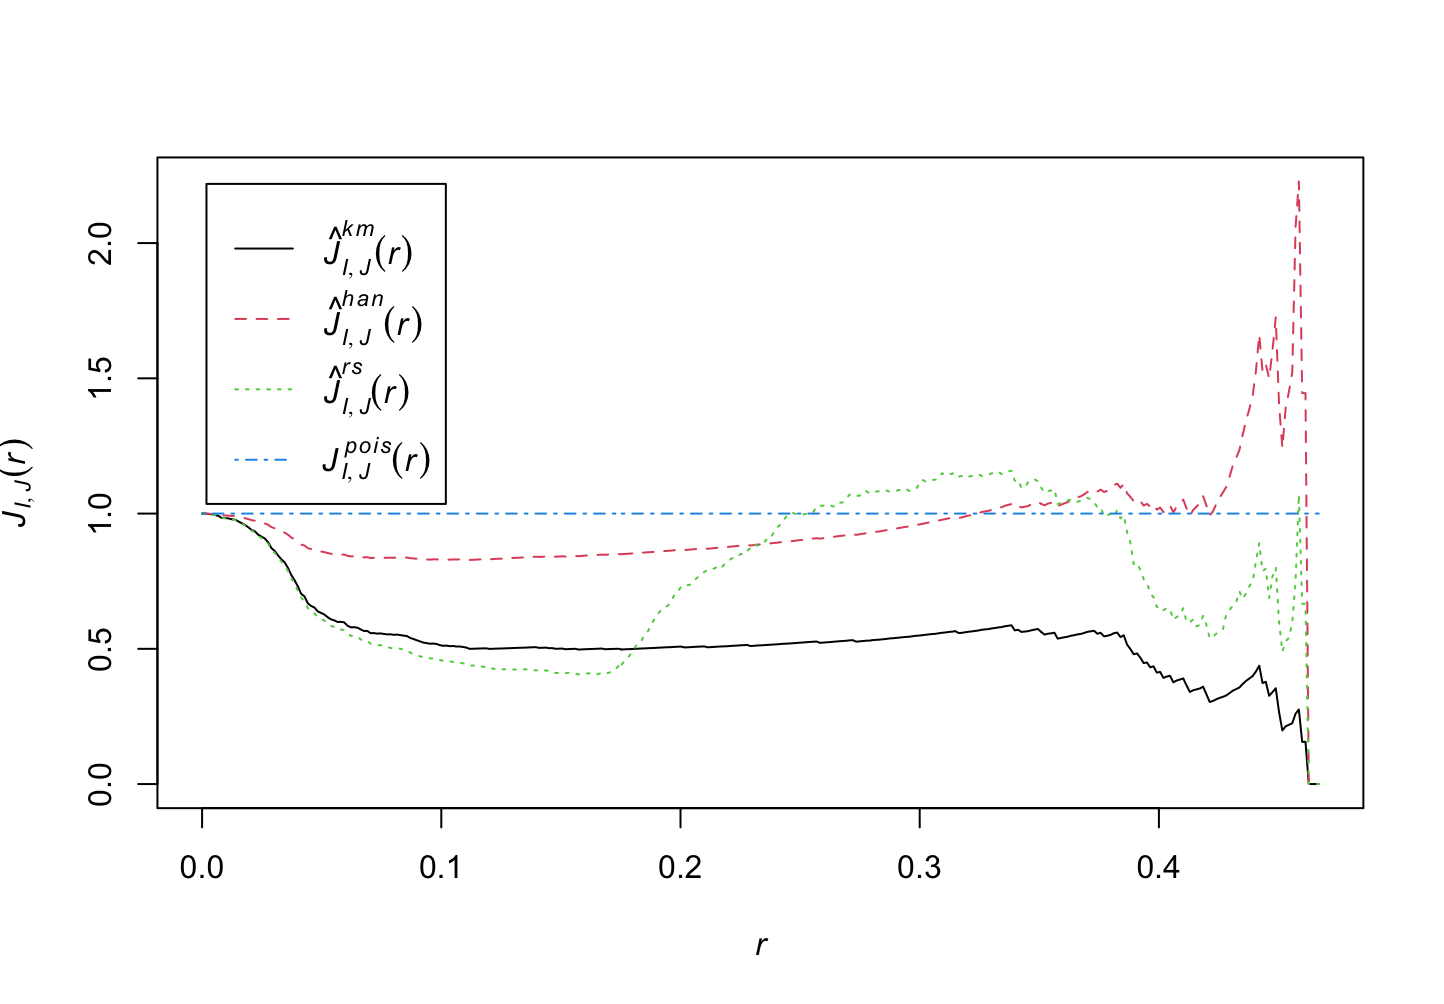 Ĵ^km_I, J(r)
Ĵ^han_I, J(r)
Ĵ^rs_I, J(r)
J^pois_I, J(r)
J_I, J(r)
2.0
1.5
1.0
0.5
0.0
0.0 0.1 0.2 0.3 0.4
r